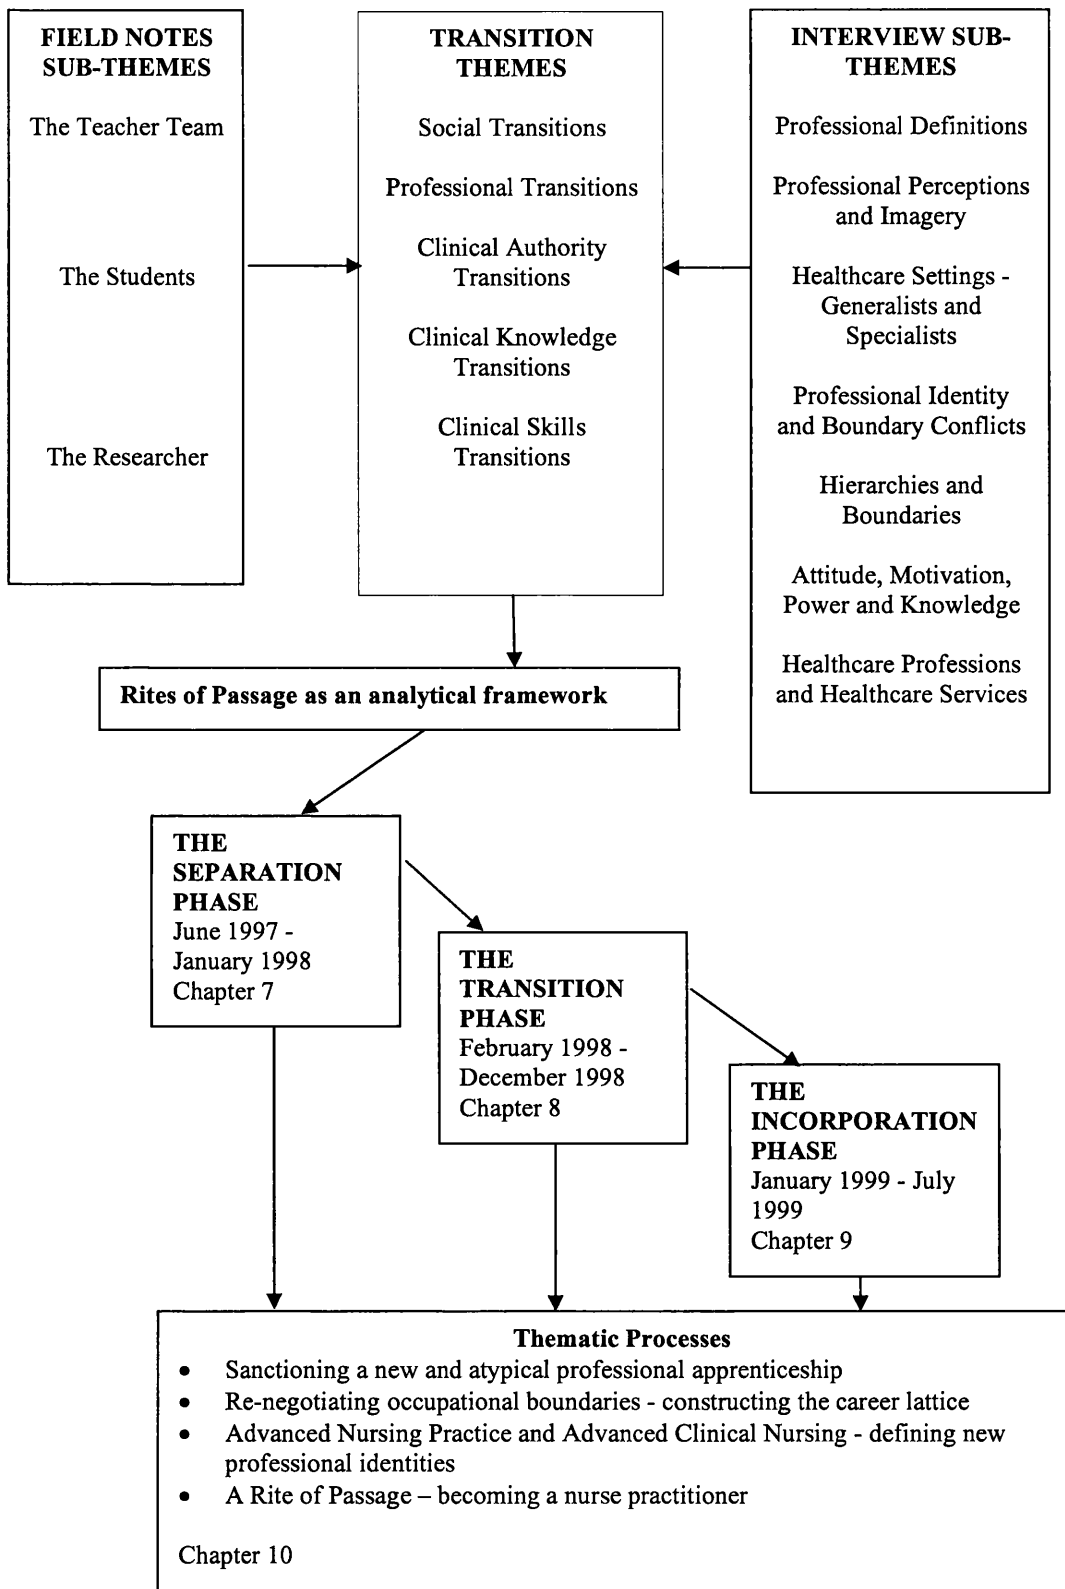 FIELD NOTES
SUB-THEMES
The Teacher Team
The Students
The Researcher
TRANSITION
THEMES
Social Transitions
Professional Transitions
Clinical Authority
Transitions
Clinical Knowledge
Transitions
Clinical Skills
Transitions
INTERVIEW SUB-
THEMES
Professional Definitions
Professional Perceptions
and Imagery
Healthcare Settings -
Generalists and
Specialists
Professional Identity
and Boundary Conflicts
Hierarchies and
Boundaries
Attitude, Motivation,
Power and Knowledge
Healthcare Professions
and Healthcare Services
Rites of Passage as an analytical framework
THE
SEPARATION
PHASE
June 1997 -
January 1998
Chapter 7
THE
TRANSITION
PHASE
February 1998 -
December 1998
Chapter 8
THE
INCORPORATION
PHASE
January 1999 - July
1999
Chapter 9
Thematic Processes
• Sanctioning a new and atypical professional apprenticeship
• Re-negotiating occupational boundaries - constructing the career lattice
• Advanced Nursing Practice and Advanced Clinical Nursing - defining new
professional identities
• A Rite of Passage – becoming a nurse practitioner
Chapter 10